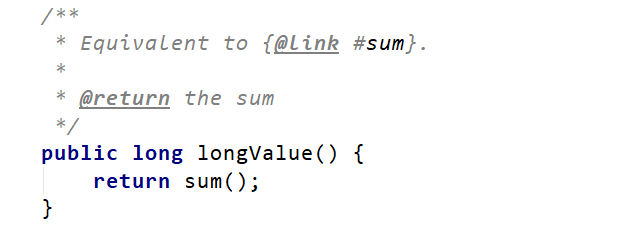 /**
 * Equivalent to {@link #sum}.
 *
 * @return the sum
 */
public long longValue() {
    return sum();
}